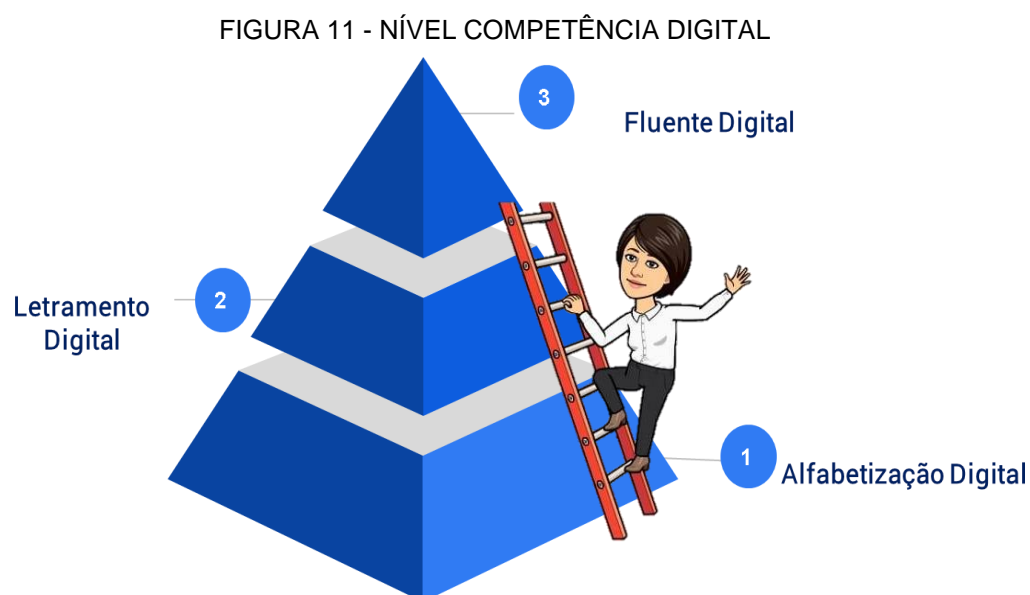 FIGURA 11 - NÍVEL COMPETÊNCIA DIGITAL
3
Fluente Digital
2
Letramento
Digital
1
Alfabetização Digital